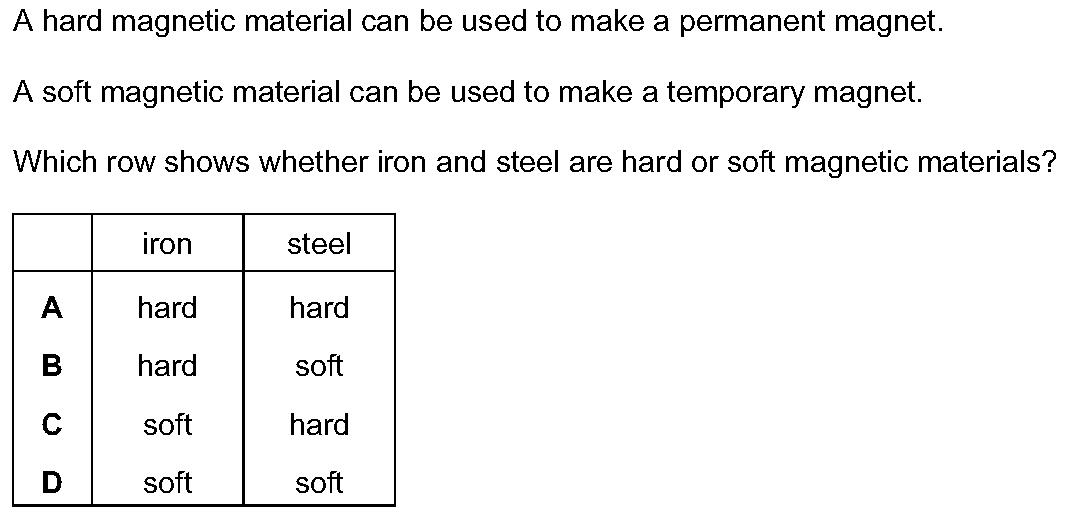 A hard magnetic material can be used to make a permanent magnet.
A soft magnetic material can be used to make a temporary magnet.
Which row shows whether iron and steel are hard or soft magnetic materials?
iron steel
A hard hard
B hard soft
C soft hard
D soft soft